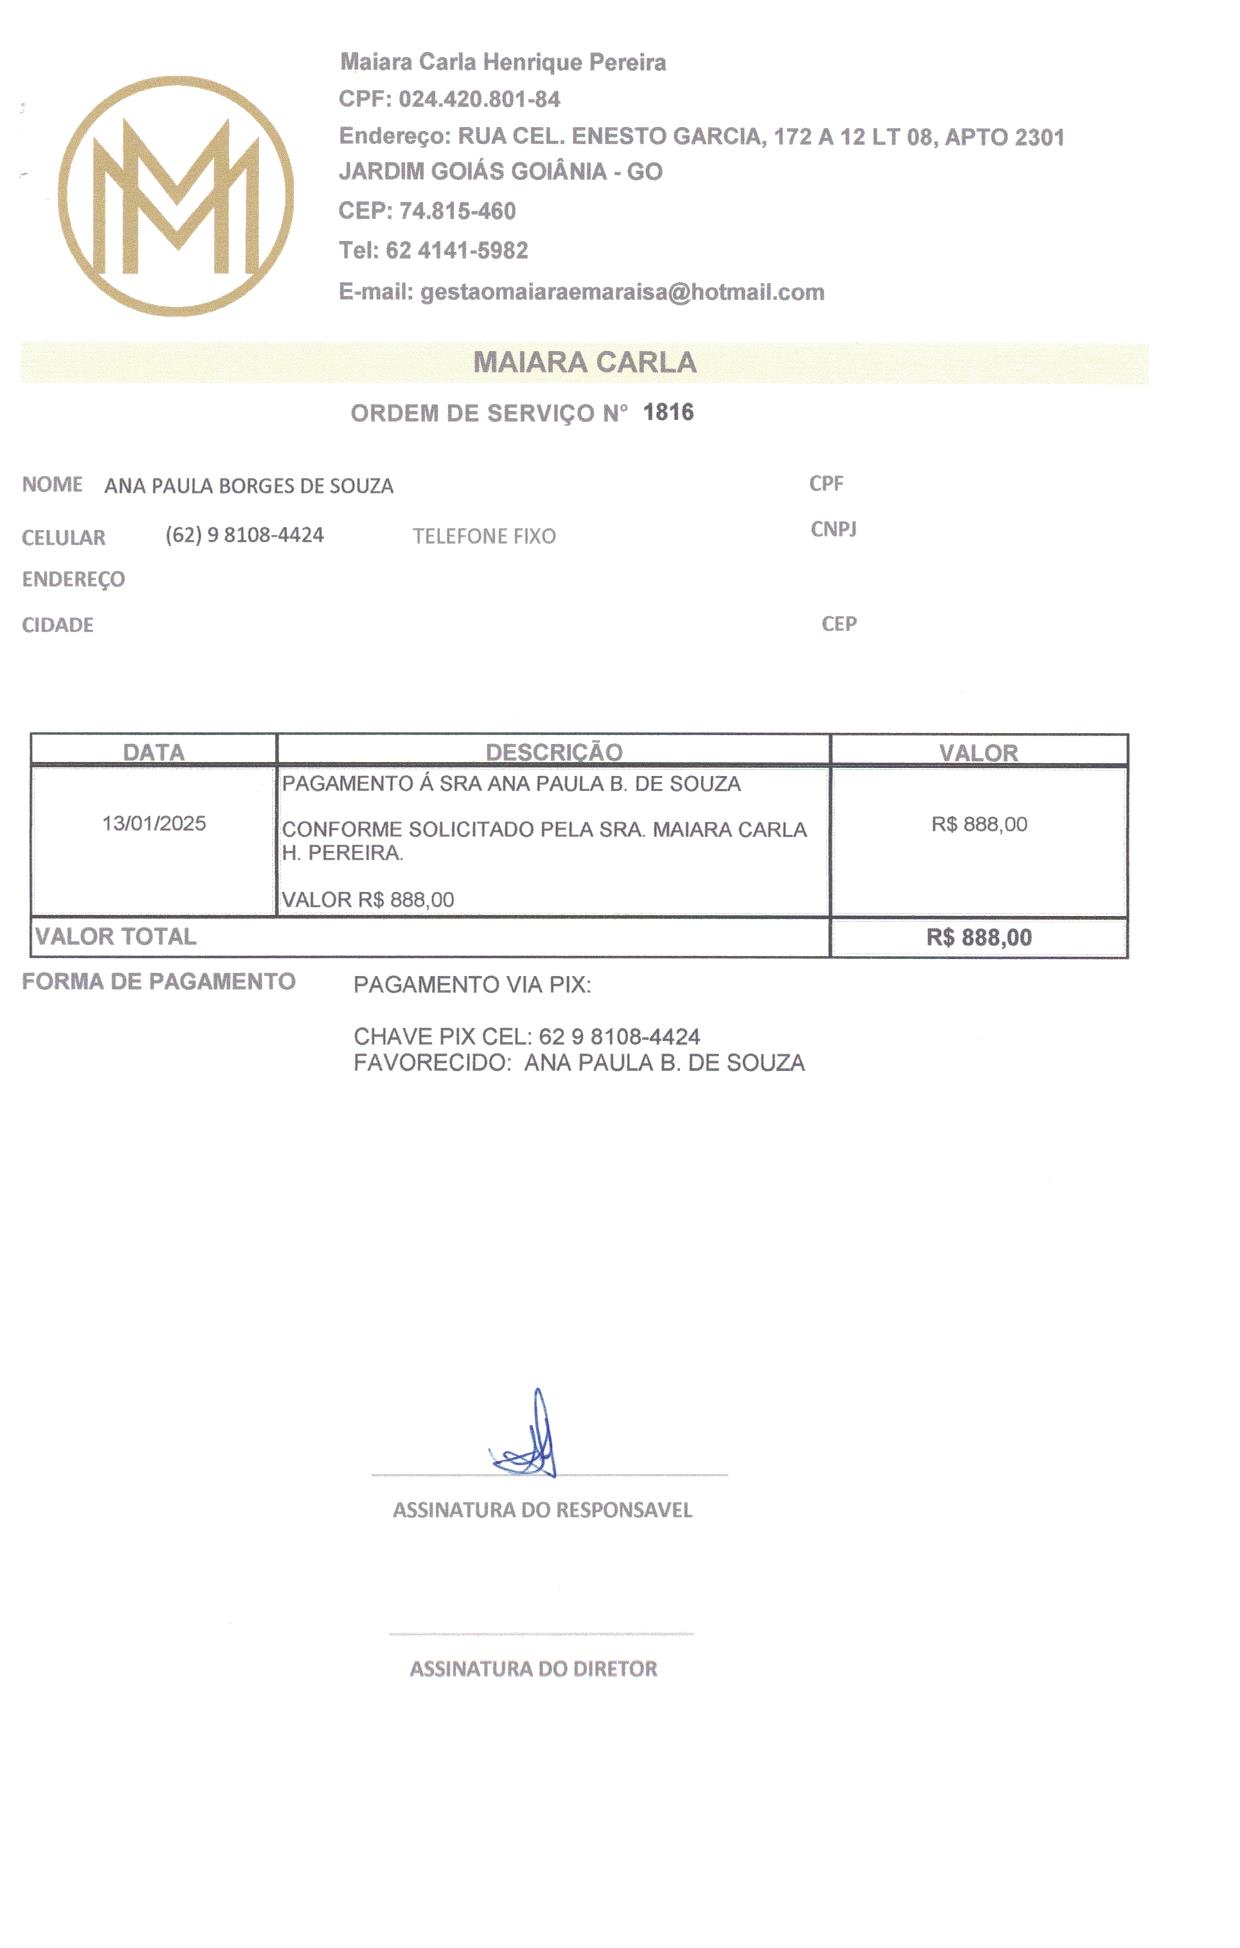 Maiara Carla Henrique Pereira
CPF: 024.420.801-84
Endereço: RUA CEL. ENESTO GARCIA, 172 A 12 LT 08, APTO 2301
JARDIM GOIÁS GOIÂNIA - GO
CEP: 74.815-460
Tel: 62 4141-5982
E-mail: gestaomaiaraemaraisa@hotmail.com
MM
MAIARA CARLA
ORDEM DE SERVIÇO N° 1816
NOME ANA PAULA BORGES DE SOUZA CPF
CELULAR (62) 9 8108-4424 TELEFONE FIXO CNPJ
ENDEREÇO
CIDADE CEP
DATA DESCRIÇÃO VALOR
PAGAMENTO Á SRA ANA PAULA B. DE SOUZA
13/01/2025 CONFORME SOLICITADO PELA SRA. MAIARA CARLA R$ 888,00
H. PEREIRA.
VALOR R$ 888,00
VALOR TOTAL R$ 888,00
FORMA DE PAGAMENTO PAGAMENTO VIA PIX:
CHAVE PIX CEL: 62 9 8108-4424
FAVORECIDO: ANA PAULA B. DE SOUZA
ASSINATURA DO RESPONSAVEL
ASSINATURA DO DIRETOR